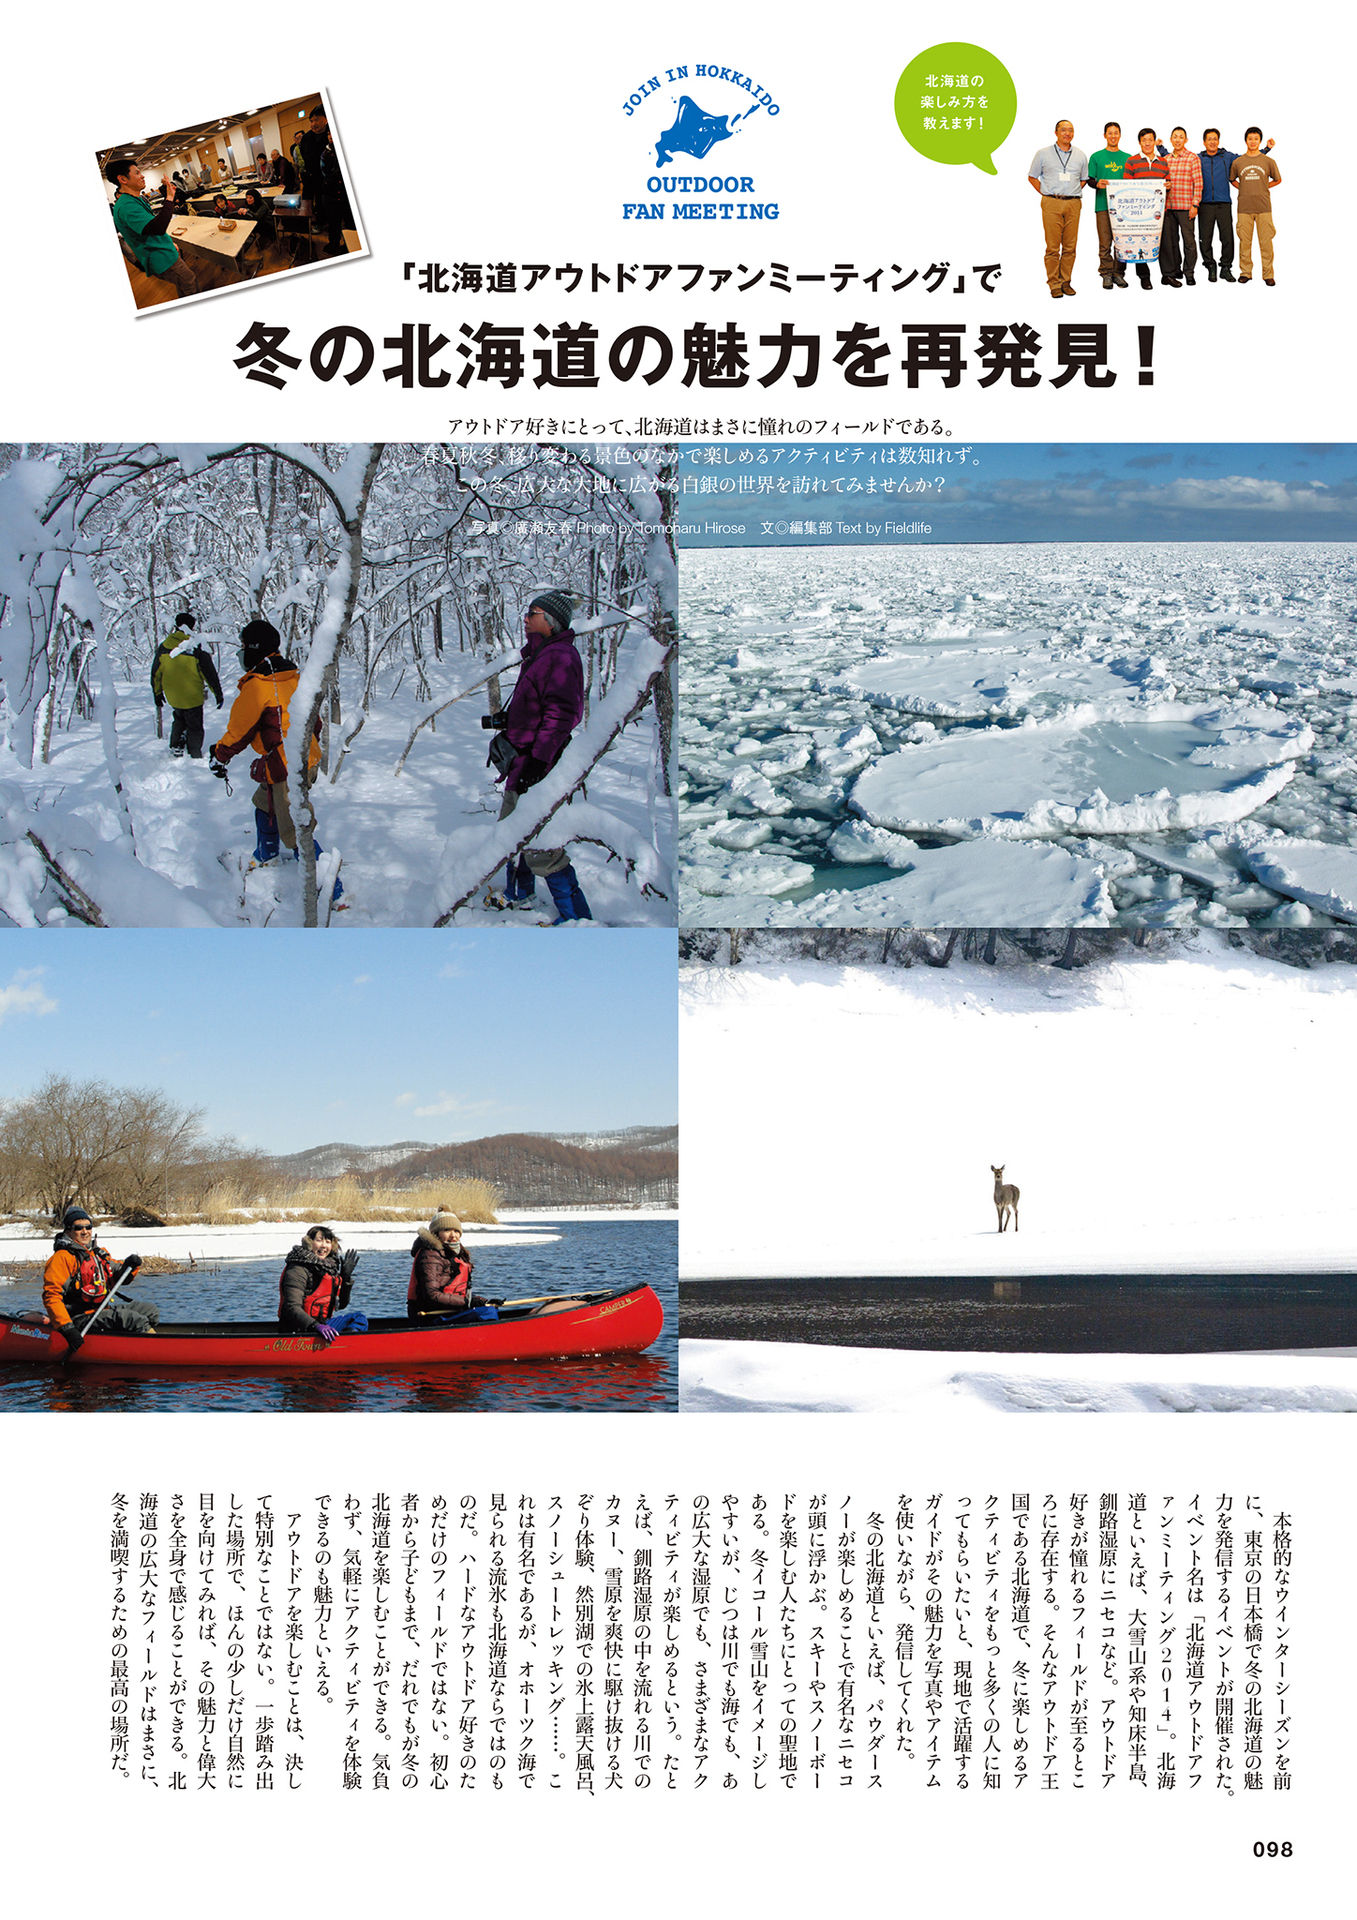 JOIN IN HOKKAIDO
OUTDOOR
FAN MEETING
北海道の
楽しみ方を
教えます!
北海道アウトドア
ファンミーティング
「北海道アウトドアファンミーティング」で
冬の北海道の魅力を再発見!
アウトドア好きにとって、北海道はまさに憧れのフィールドである。
春夏秋冬、移り変わる景色のなかで楽しめるアクティビティは数知れず。
この冬、広大な大地に広がる白銀の世界を訪れてみませんか?
写真◎廣瀬友春 Photo by Tomoharu Hirose 文◎編集部 Text by Fieldlife
Old Town
CAMPER
本格的なウインターシーズンを前
に、東京の日本橋で冬の北海道の魅
力を発信するイベントが開催された。
イベント名は「北海道アウトドアフ
ァンミーティング2014」。北海
道といえば、大雪山系や知床半島、
釧路湿原にニセコなど。アウトドア
好きが憧れるフィールドが至るとこ
ろに存在する。そんなアウトドア王
国である北海道で、冬に楽しめるア
クティビティをもっと多くの人に知
ってもらいたいと、現地で活躍する
ガイドがその魅力を写真やアイテム
を使いながら、発信してくれた。
冬の北海道といえば、パウダース
ノーが楽しめることで有名なニセコ
が頭に浮かぶ。スキーやスノーボー
ドを楽しむ人たちにとっての聖地で
ある。冬イコール雪山をイメージし
やすいが、じつは川でも海でも、あ
の広大な湿原でも、さまざまなアク
ティビティが楽しめるという。たと
えば、釧路湿原の中を流れる川での
カヌー、雪原を爽快に駆け抜ける犬
ぞり体験、然別湖での氷上露天風呂、
スノーシュートレッキング……。こ
れは有名であるが、オホーツク海で
見られる流氷も北海道ならではのも
のだ。ハードなアウトドア好きのた
めだけのフィールドではない。初心
者から子どもまで、だれでもが冬の
北海道を楽しむことができる。気負
わず、気軽にアクティビティを体験
できるのも魅力といえる。
アウトドアを楽しむことは、決し
て特別なことではない。一歩踏み出
した場所で、ほんの少しだけ自然に
目を向けてみれば、その魅力と偉大
さを全身で感じることができる。北
海道の広大なフィールドはまさに、
冬を満喫するための最高の場所だ。
098